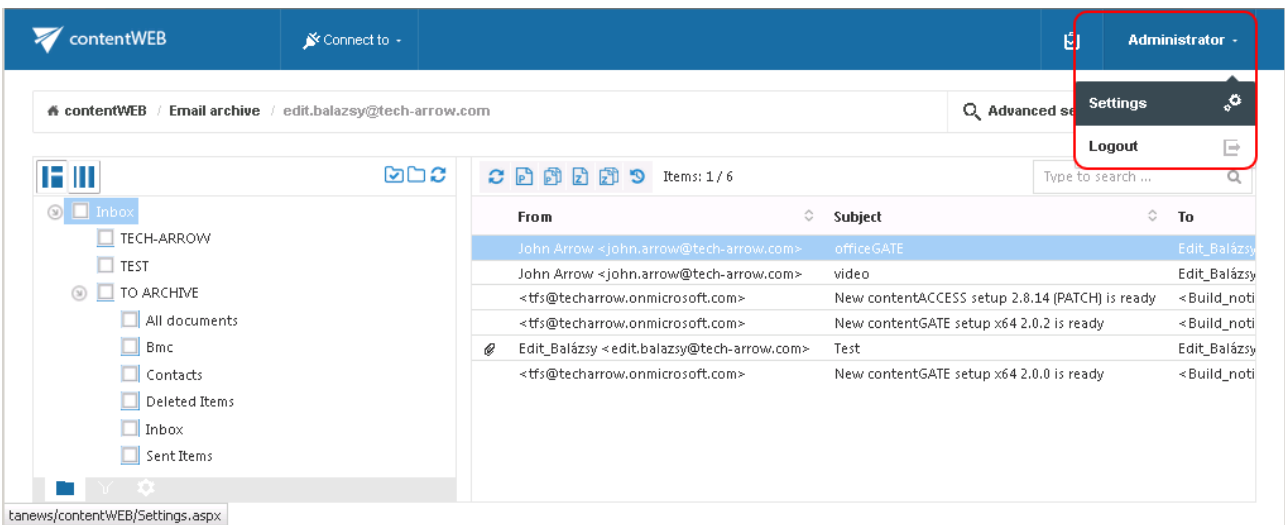 contentWEB
Connect to
Administrator
Settings
Logout
contentWEB / Email archive / edit.balazsy@tech-arrow.com
Advanced
Items: 1 / 6
Type to search ...
Inbox
TECH-ARROW
TEST
TO ARCHIVE
All documents
Bmc
Contacts
Deleted Items
Inbox
Sent Items
From Subject To
John Arrow <john.arrow@tech-arrow.com> officeGATE Edit_Balázsy
John Arrow <john.arrow@tech-arrow.com> video Edit_Balázsy
<tfs@techarrow.onmicrosoft.com> New contentACCESS setup 2.8.14 (PATCH) is ready <Build_noti
<tfs@techarrow.onmicrosoft.com> New contentGATE setup x64 2.0.2 is ready <Build_noti
Edit_Balázsy <edit.balazsy@tech-arrow.com> Test Edit_Balázsy
<tfs@techarrow.onmicrosoft.com> New contentGATE setup x64 2.0.0 is ready <Build_noti
tanews/contentWEB/Settings.aspx